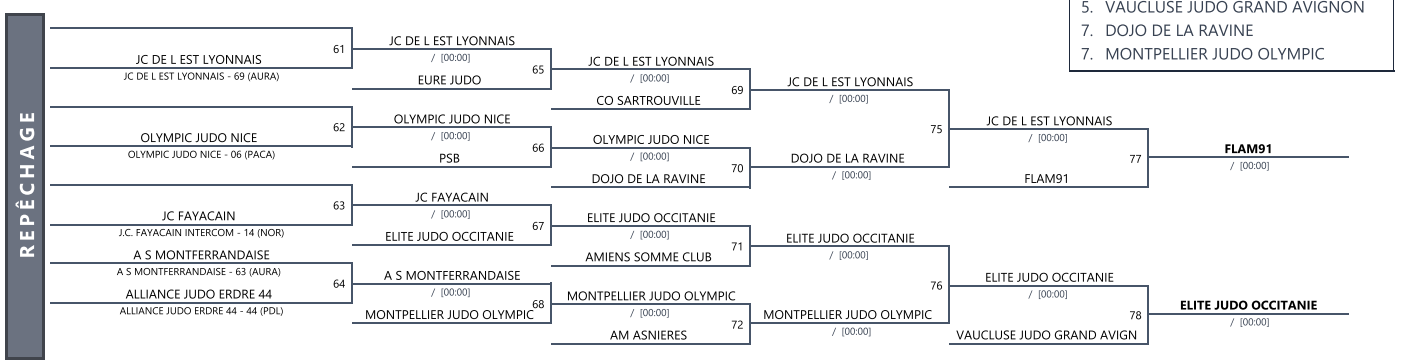 REPÊCHAGE
JC DE L EST LYONNAIS
JC DE L EST LYONNAIS - 69 (AURA)
61
OLYMPIC JUDO NICE
OLYMPIC JUDO NICE - 06 (PACA)
62
JC FAYACAIN
J.C. FAYACAIN INTERCOM - 14 (NOR)
63
A S MONTFERRANDAISE
A S MONTFERRANDAISE - 63 (AURA)
64
ALLIANCE JUDO ERDRE 44
ALLIANCE JUDO ERDRE 44 - 44 (PDL)
JC DE L EST LYONNAIS
/ [00:00]
65
EURE JUDO
OLYMPIC JUDO NICE
/ [00:00]
66
PSB
JC FAYACAIN
/ [00:00]
67
ELITE JUDO OCCITANIE
A S MONTFERRANDAISE
/ [00:00]
68
MONTPELLIER JUDO OLYMPIC
JC DE L EST LYONNAIS
/ [00:00]
69
CO SARTROUVILLE
OLYMPIC JUDO NICE
/ [00:00]
70
DOJO DE LA RAVINE
ELITE JUDO OCCITANIE
/ [00:00]
71
AMIENS SOMME CLUB
MONTPELLIER JUDO OLYMPIC
/ [00:00]
72
AM ASNIERES
JC DE L EST LYONNAIS
/ [00:00]
75
DOJO DE LA RAVINE
/ [00:00]
ELITE JUDO OCCITANIE
/ [00:00]
76
MONTPELLIER JUDO OLYMPIC
/ [00:00]
JC DE L EST LYONNAIS
/ [00:00]
77
FLAM91
ELITE JUDO OCCITANIE
/ [00:00]
78
VAUCLUSE JUDO GRAND AVIGN
FLAM91
/ [00:00]
ELITE JUDO OCCITANIE
/ [00:00]
5. VAUCLUSE JUDO GRAND AVIGNON
7. DOJO DE LA RAVINE
7. MONTPELLIER JUDO OLYMPIC